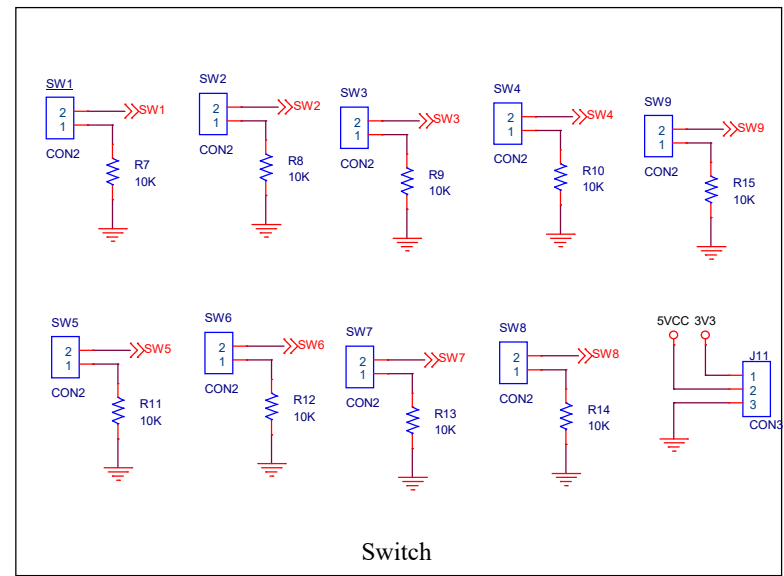 SW1
2
1
SW1
CON2
R7
10K
SW2
2
1
SW2
CON2
R8
10K
SW3
2
1
SW3
CON2
R9
10K
SW4
2
1
SW4
CON2
R10
10K
SW9
2
1
SW9
CON2
R15
10K
SW5
2
1
SW5
CON2
R11
10K
SW6
2
1
SW6
CON2
R12
10K
SW7
2
1
SW7
CON2
R13
10K
SW8
2
1
SW8
CON2
R14
10K
5VCC 3V3
J11
1
2
3
CON3
Switch